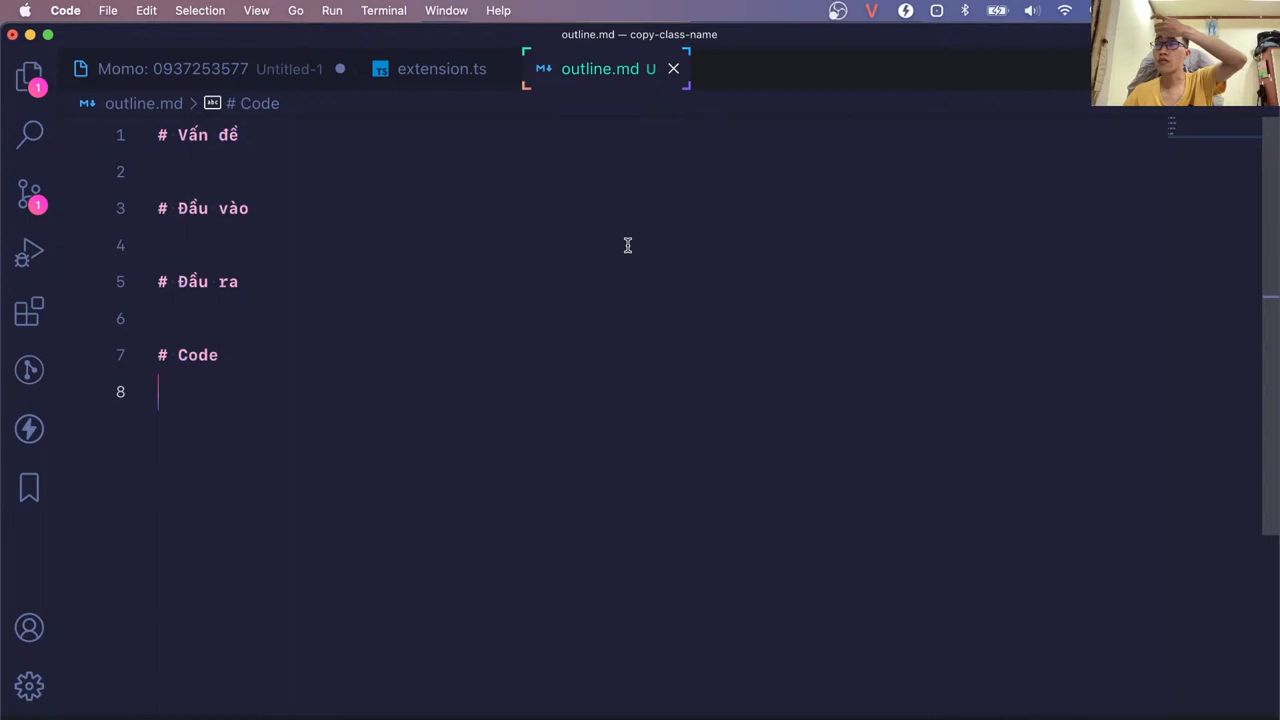 Code File Edit Selection View Go Run Terminal Window Help
outline.md — copy-class-name
Momo: 0937253577 Untitled-1 extension.ts outline.md U
outline.md > # Code
1 # Vấn đề
2
3 # Đầu vào
4
5 # Đầu ra
6
7 # Code
8
1
1